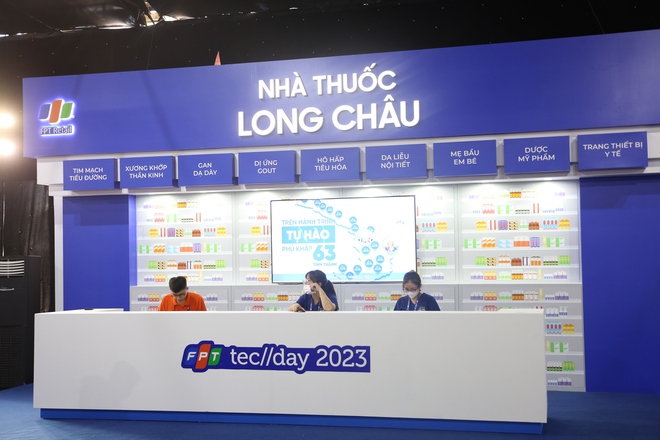 NHÀ THUỐC
LONG CHÂU
FPT Retail
TIM MẠCH
TIỂU ĐƯỜNG
XƯƠNG KHỚP
THẦN KINH
GAN
DẠ DÀY
DỊ ỨNG
GOUT
HÔ HẤP
TIÊU HÓA
DA LIỄU
NỘI TIẾT
MẸ BẦU
EM BÉ
DƯỢC
MỸ PHẨM
TRANG THIẾT BỊ
Y TẾ
TRÊN HÀNH TRÌNH
TỰ HÀO
PHỦ KHẮP 63
FPT tec//day 2023